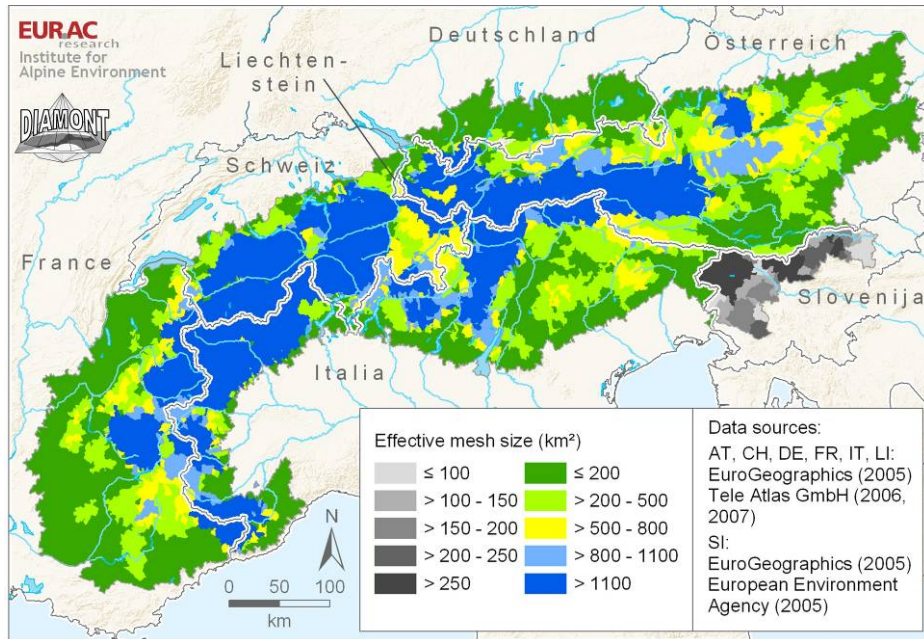 EURAC
research
Institute for
Alpine Environment
DIAMONT
Deutschland
Österreich
Liechten-
stein
Schweiz
France
Slovenija
Italia
N
0 50 100
km
Effective mesh size (km²)
≤ 100
> 100 - 150
> 150 - 200
> 200 - 250
> 250
≤ 200
> 200 - 500
> 500 - 800
> 800 - 1100
> 1100
Data sources:
AT, CH, DE, FR, IT, LI:
EuroGeographics (2005)
Tele Atlas GmbH (2006,
2007)
SI:
EuroGeographics (2005)
European Environment
Agency (2005)